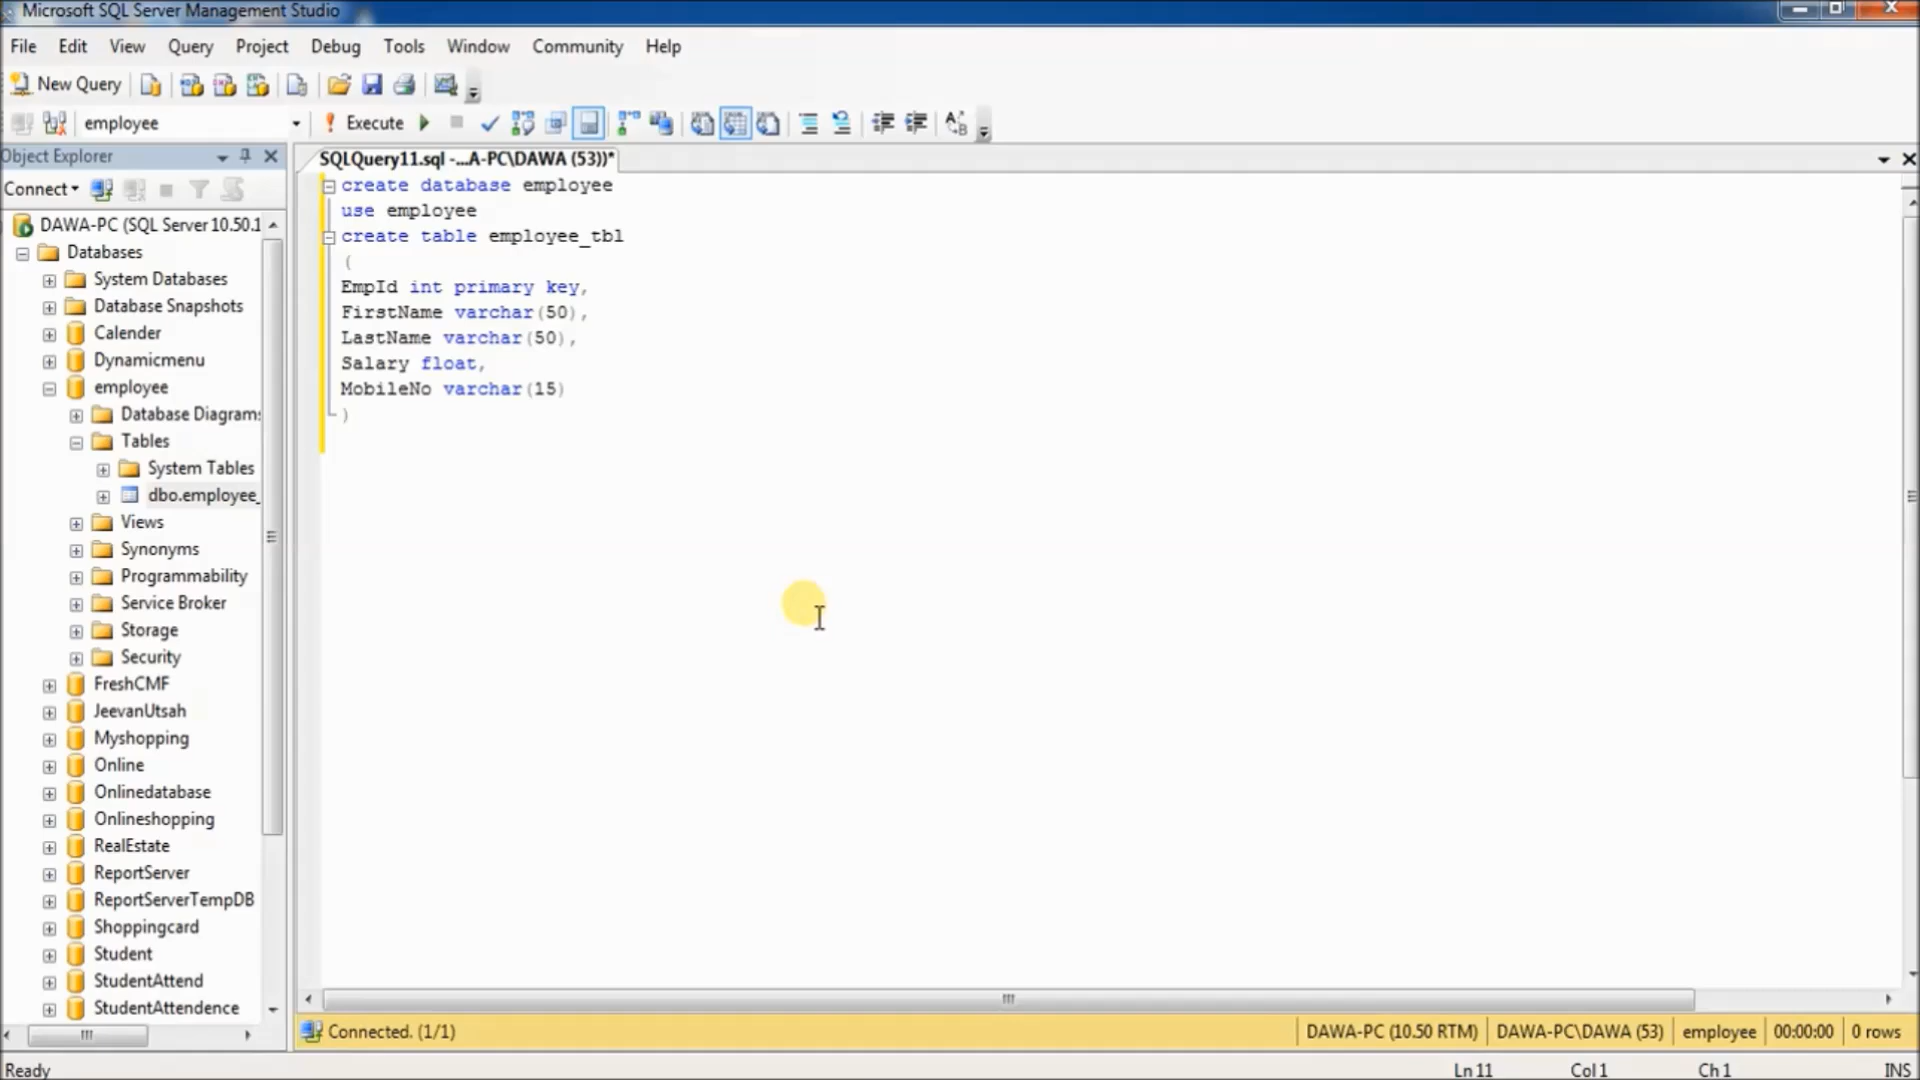 Microsoft SQL Server Management Studio
File Edit View Query Project Debug Tools Window Community Help
New Query
employee Execute
Object Explorer
SQLQuery11.sql -...A-PC\DAWA (53))*
Connect
DAWA-PC (SQL Server 10.50.1
Databases
System Databases
Database Snapshots
Calender
Dynamicmenu
employee
Database Diagrams
Tables
System Tables
dbo.employee_
Views
Synonyms
Programmability
Service Broker
Storage
Security
FreshCMF
JeevanUtsah
Myshopping
Online
Onlinedatabase
Onlineshopping
RealEstate
ReportServer
ReportServerTempDB
Shoppingcard
Student
StudentAttend
StudentAttendence
create database employee
use employee
create table employee_tbl
(
EmpId int primary key,
FirstName varchar(50),
LastName varchar(50),
Salary float,
MobileNo varchar(15)
)
Connected. (1/1) DAWA-PC (10.50 RTM) DAWA-PC\DAWA (53) employee 00:00:00 0 rows
Ready Ln 11 Col 1 Ch 1 INS